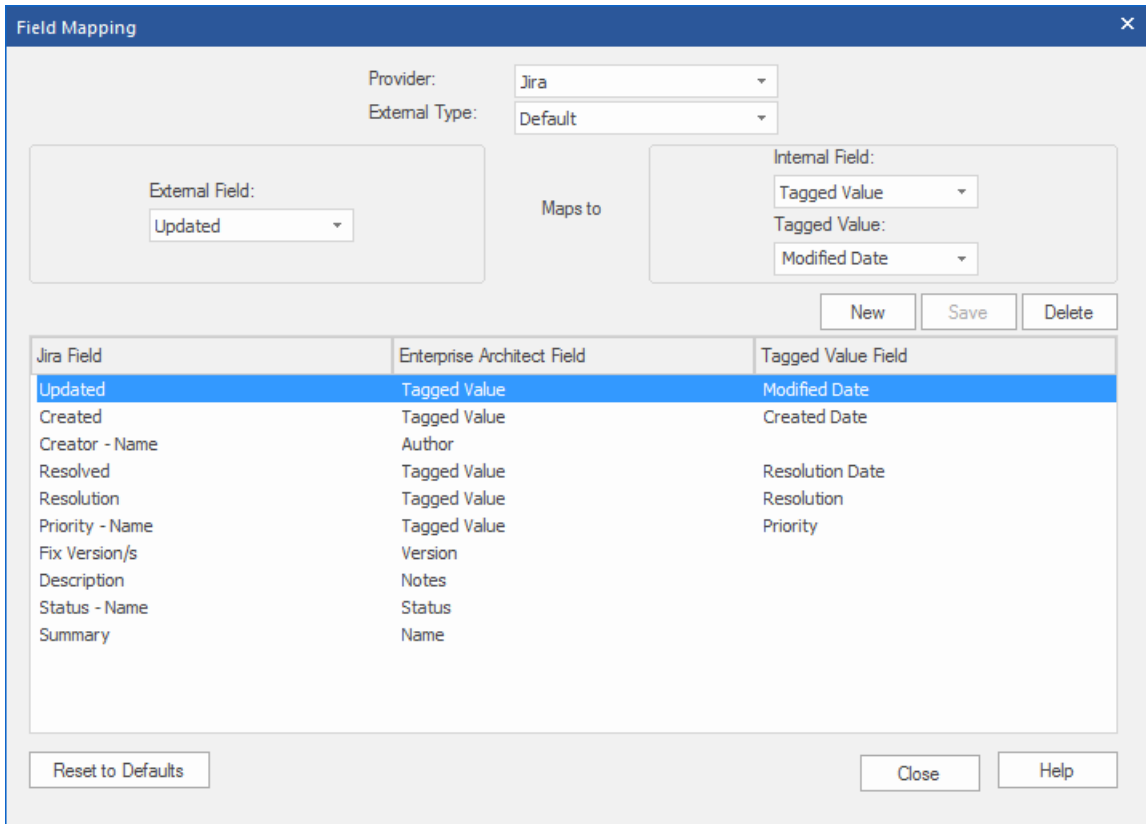 Field Mapping
Provider: Jira
External Type: Default
External Field:
Updated
Maps to
Internal Field:
Tagged Value
Tagged Value:
Modified Date
New Save Delete
Jira Field Enterprise Architect Field Tagged Value Field
Updated Tagged Value Modified Date
Created Tagged Value Created Date
Creator - Name Author
Resolved Tagged Value Resolution Date
Resolution Tagged Value Resolution
Priority - Name Tagged Value Priority
Fix Version/s Version
Description Notes
Status - Name Status
Summary Name
Reset to Defaults Close Help